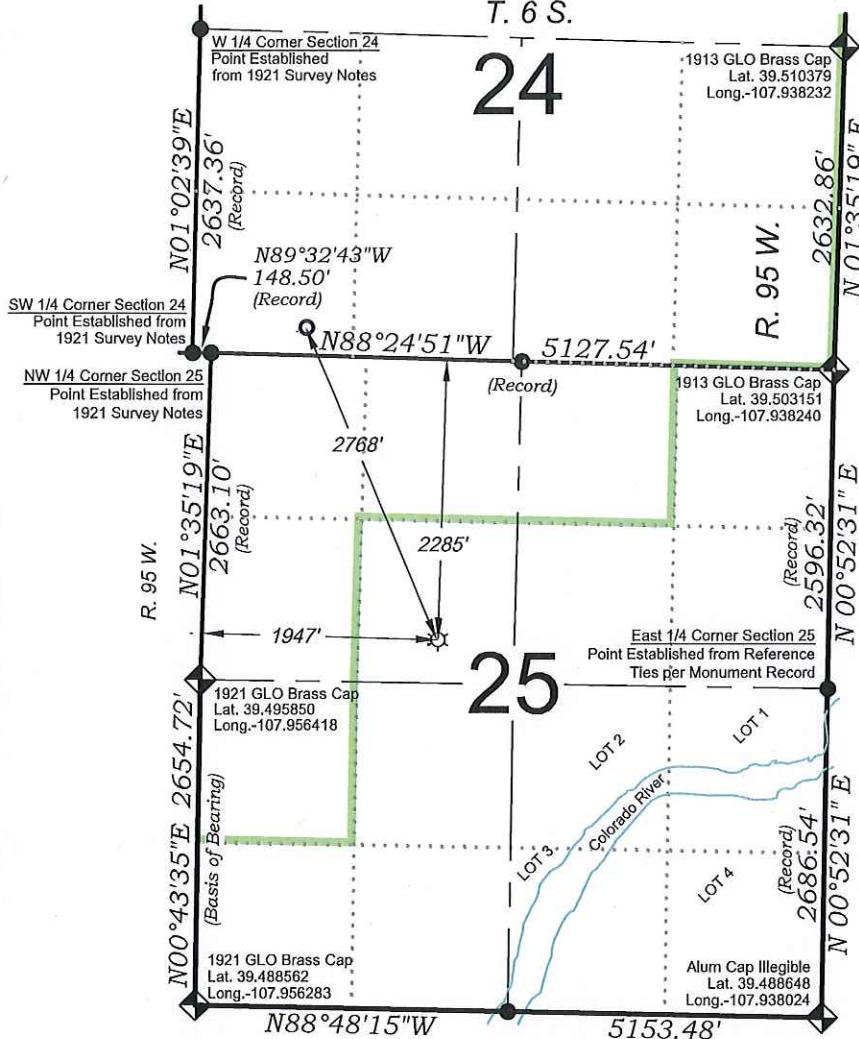 T. 6 S.
W 1/4 Corner Section 24
Point Established
from 1921 Survey Notes
24
1913 GLO Brass Cap
Lat. 39.510379
Long.-107.938232
N01°02'39"E
2637.36'
(Record)
2632.86'
N 01°35'19" E
R. 95 W.
N89°32'43"W
148.50'
(Record)
SW 1/4 Corner Section 24
Point Established from
1921 Survey Notes
N88°24'51"W
5127.54'
(Record)
NW 1/4 Corner Section 25
Point Established from
1921 Survey Notes
1913 GLO Brass Cap
Lat. 39.503151
Long.-107.938240
2768'
2285'
N01°35'19"E
2663.10'
(Record)
R. 95 W.
(Record)
2596.32'
N 00°52'31" E
1947'
East 1/4 Corner Section 25
Point Established from Reference
Ties per Monument Record
25
1921 GLO Brass Cap
Lat. 39.495850
Long.-107.956418
LOT 1
LOT 2
Colorado River
LOT 3
LOT 4
N00°43'35"E 2654.72'
(Basis of Bearing)
(Record)
2686.54'
N 00°52'31" E
1921 GLO Brass Cap
Lat. 39.488562
Long.-107.956283
Alum Cap Illegible
Lat. 39.488648
Long.-107.938024
N88°48'15"W
5153.48'